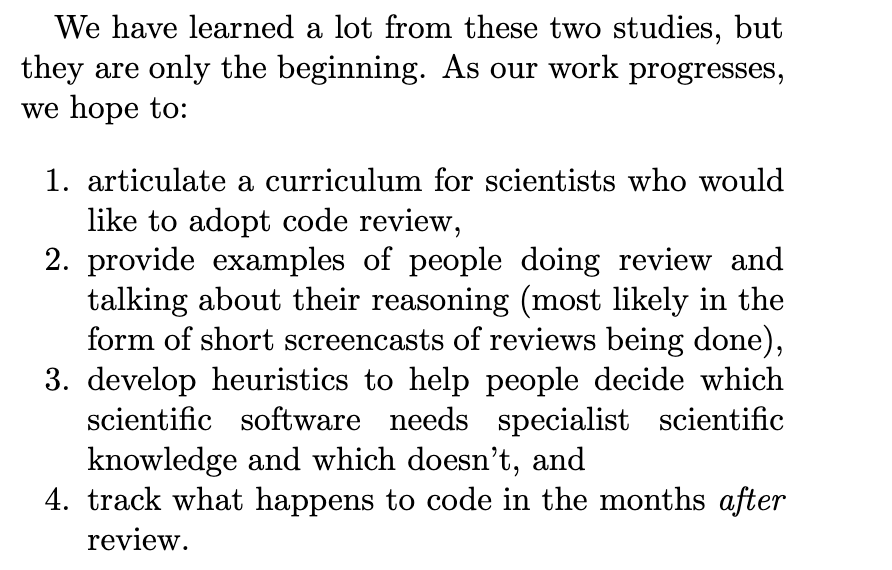 We have learned a lot from these two studies, but
they are only the beginning. As our work progresses,
we hope to:
1. articulate a curriculum for scientists who would
like to adopt code review,
2. provide examples of people doing review and
talking about their reasoning (most likely in the
form of short screencasts of reviews being done),
3. develop heuristics to help people decide which
scientific software needs specialist scientific
knowledge and which doesn’t, and
4. track what happens to code in the months after
review.